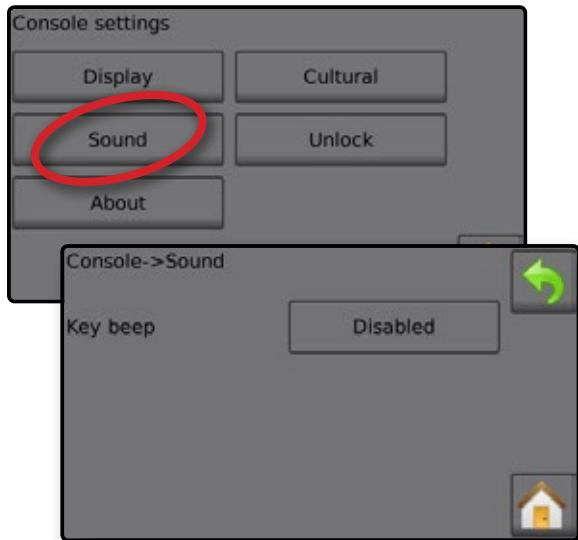 Console settings
Display Cultural
Sound Unlock
About
Console->Sound
Key beep Disabled